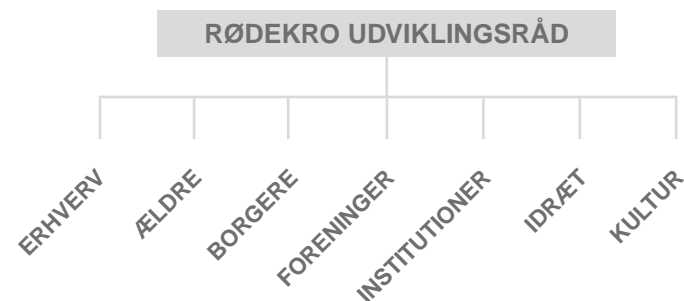 RØDEKRO UDVIKLINGSRÅD
ERHVERV
ÆLDRE
BORGERE
FORENINGER
INSTITUTIONER
IDRÆT
KULTUR